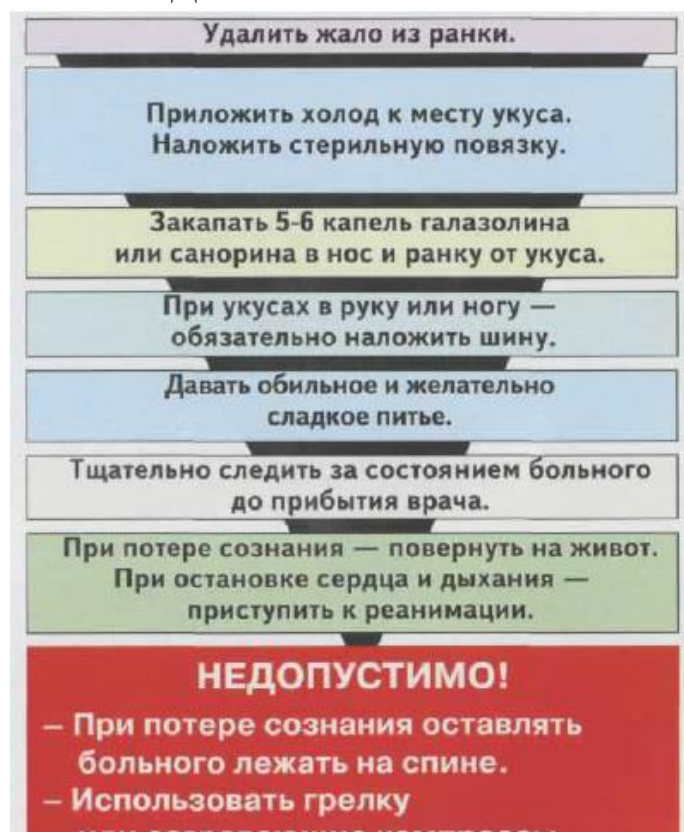 Удалить жало из ранки.
Приложить холод к месту укуса.
Наложить стерильную повязку.
Закапать 5-6 капель галазолина
или санорина в нос и ранку от укуса.
При укусах в руку или ногу —
обязательно наложить шину.
Давать обильное и желательно
сладкое питье.
Тщательно следить за состоянием больного
до прибытия врача.
При потере сознания — повернуть на живот.
При остановке сердца и дыхания —
приступить к реанимации.
НЕДОПУСТИМО!
– При потере сознания оставлять
больного лежать на спине.
– Использовать грелку